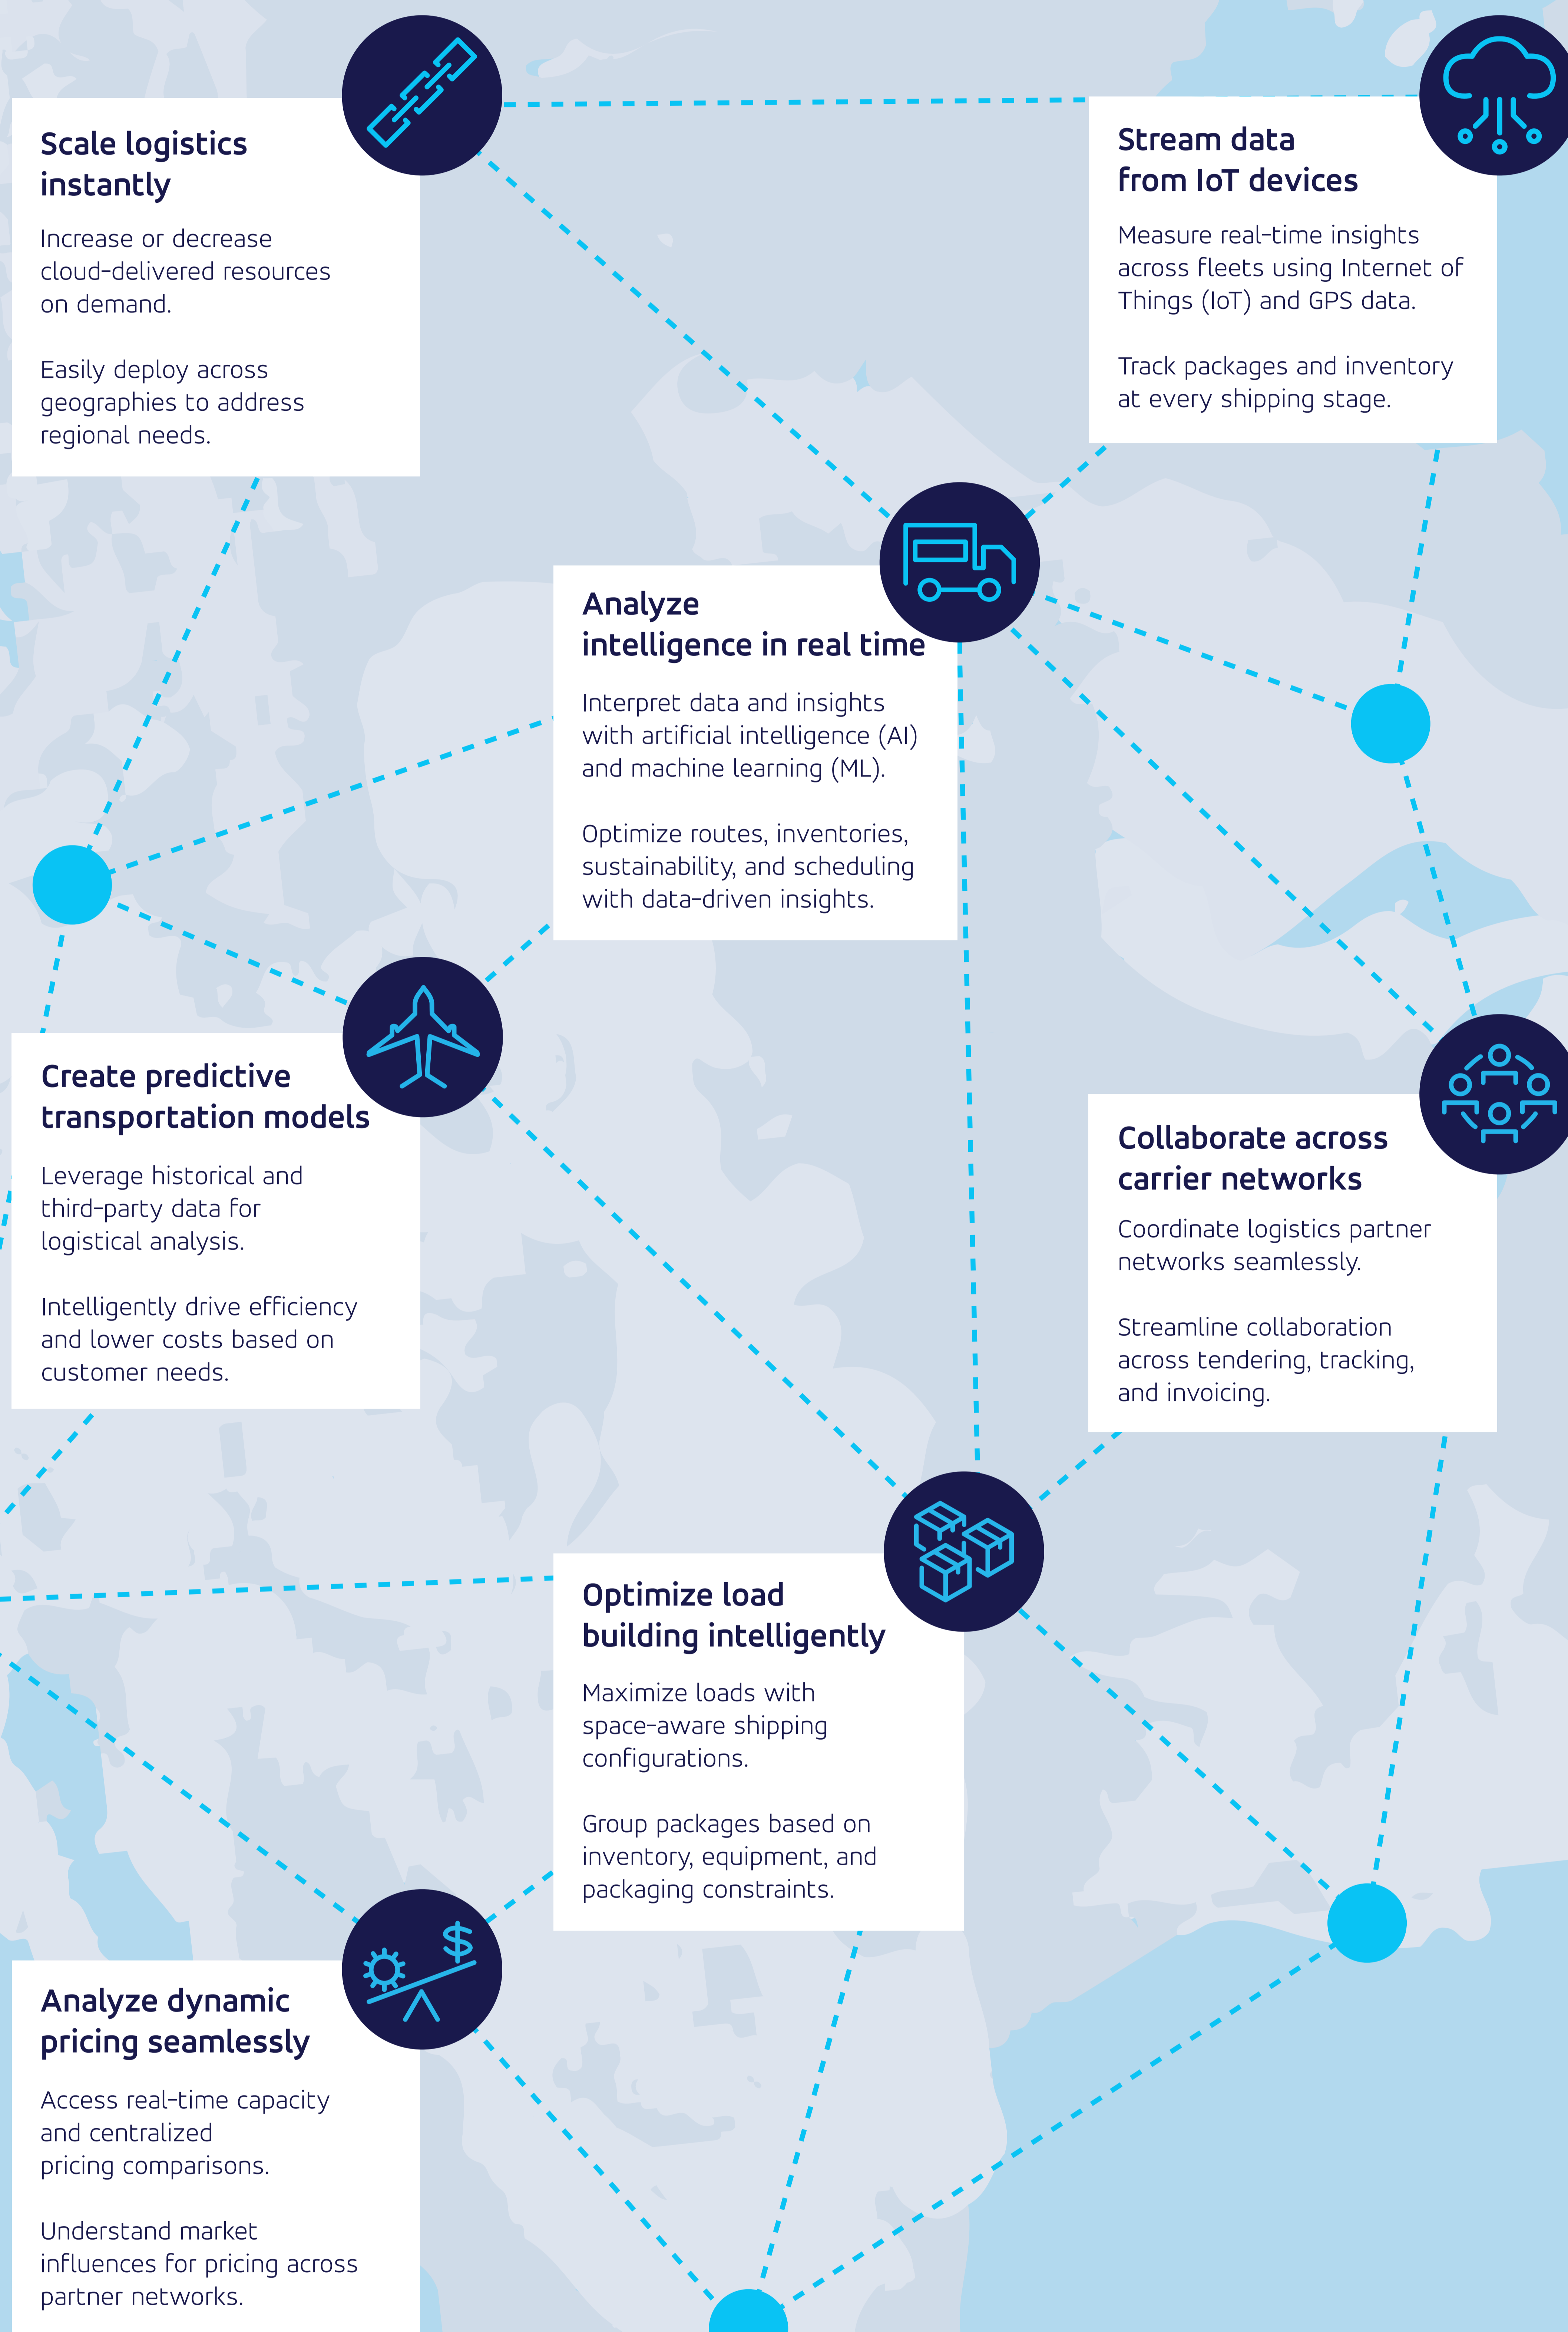 Scale logistics
instantly
Increase or decrease
cloud-delivered resources
on demand.
Easily deploy across
geographies to address
regional needs.
Stream data
from IoT devices
Measure real-time insights
across fleets using Internet of
Things (IoT) and GPS data.
Track packages and inventory
at every shipping stage.
Analyze
intelligence in real time
Interpret data and insights
with artificial intelligence (AI)
and machine learning (ML).
Optimize routes, inventories,
sustainability, and scheduling
with data-driven insights.
Create predictive
transportation models
Leverage historical and
third-party data for
logistical analysis.
Intelligently drive efficiency
and lower costs based on
customer needs.
Collaborate across
carrier networks
Coordinate logistics partner
networks seamlessly.
Streamline collaboration
across tendering, tracking,
and invoicing.
Optimize load
building intelligently
Maximize loads with
space-aware shipping
configurations.
Group packages based on
inventory, equipment, and
packaging constraints.
$
Analyze dynamic
pricing seamlessly
Access real-time capacity
and centralized
pricing comparisons.
Understand market
influences for pricing across
partner networks.